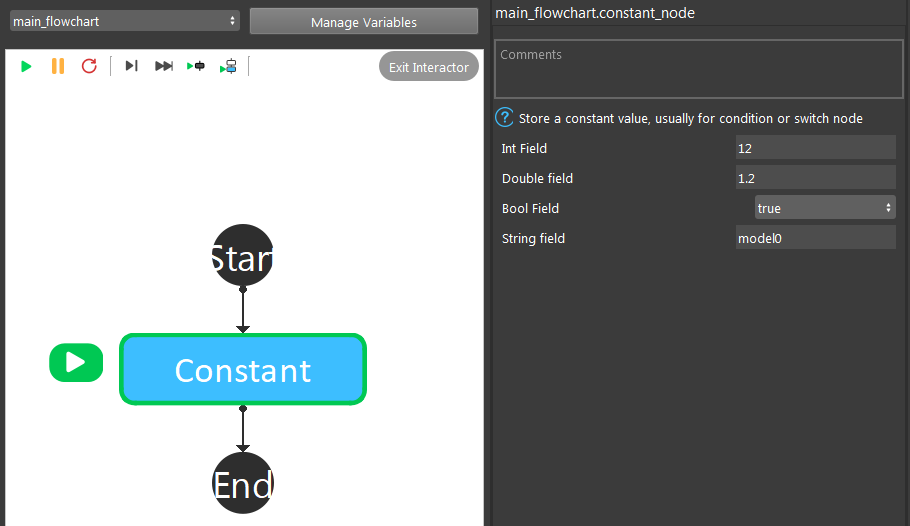 main_flowchart
Manage Variables
Exit Interactor
Start
Constant
End
main_flowchart.constant_node
Comments
? Store a constant value, usually for condition or switch node
Int Field 12
Double field 1.2
Bool Field true
String field model0